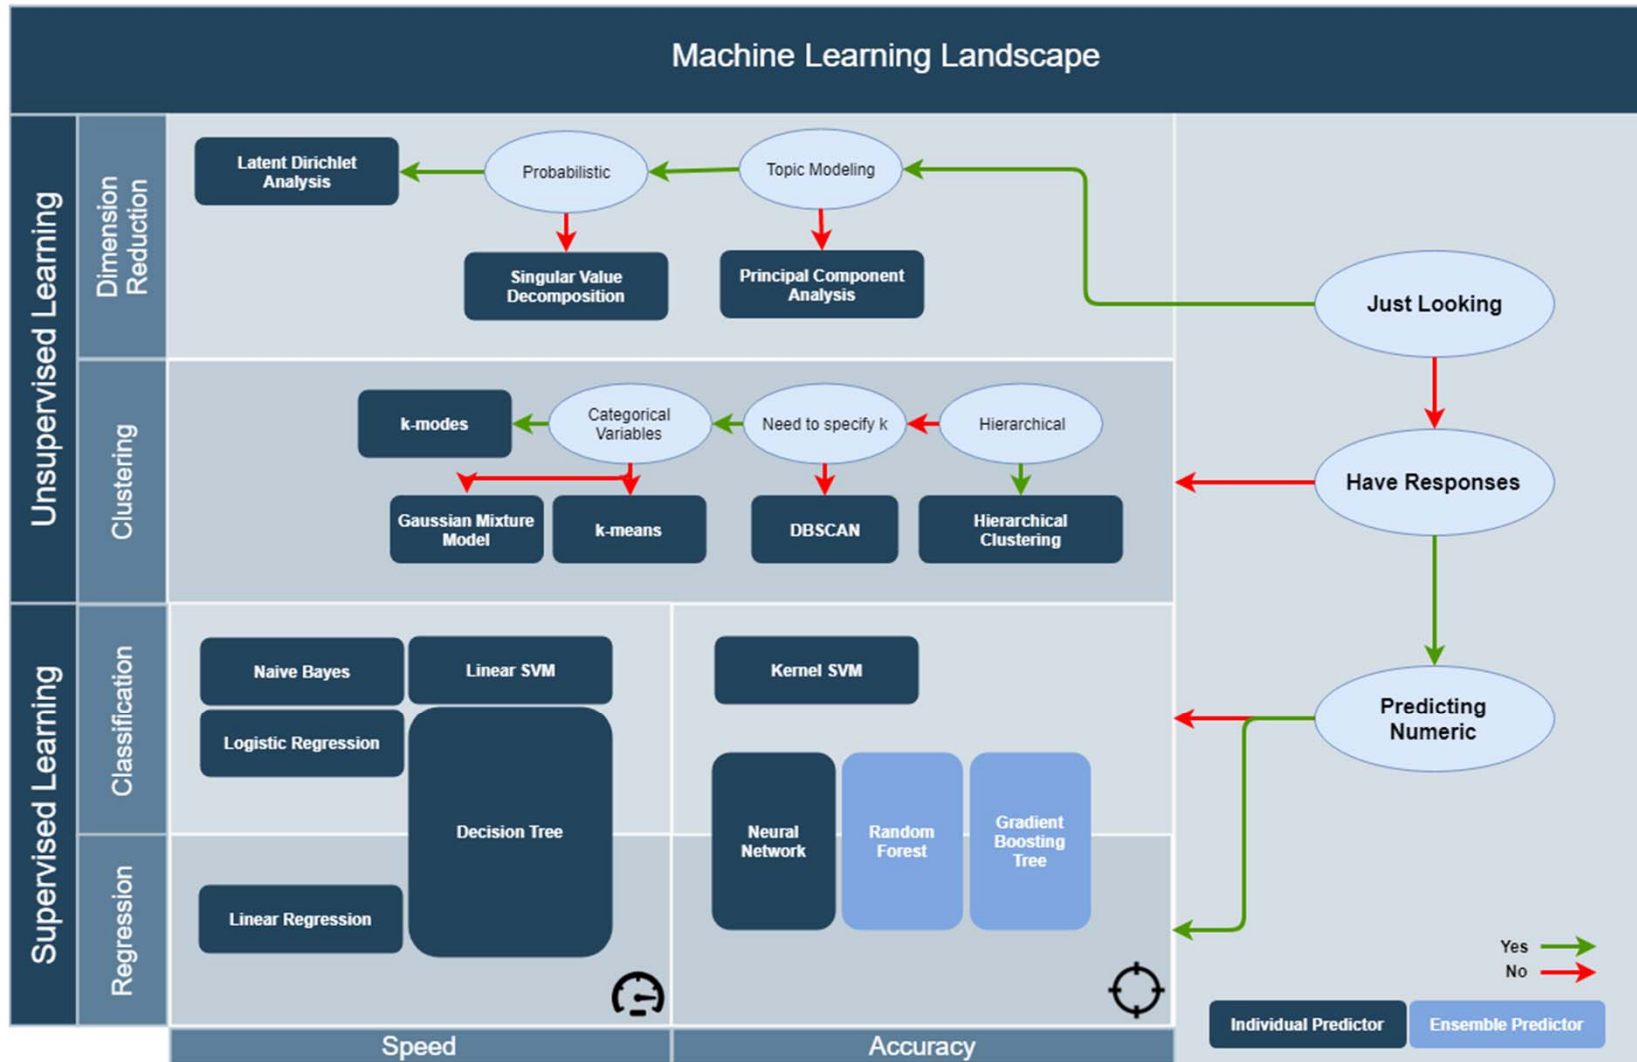 Machine Learning Landscape
Unsupervised Learning
Dimension
Reduction
Latent Dirichlet
Analysis
Probabilistic
Topic Modeling
Singular Value
Decomposition
Principal Component
Analysis
Just Looking
Clustering
k-modes
Categorical
Variables
Need to specify k
Hierarchical
Gaussian Mixture
Model
k-means
DBSCAN
Hierarchical
Clustering
Have Responses
Supervised Learning
Classification
Naive Bayes
Linear SVM
Kernel SVM
Logistic Regression
Predicting
Numeric
Decision Tree
Neural
Network
Random
Forest
Gradient
Boosting
Tree
Regression
Linear Regression
Yes
No
Individual Predictor
Ensemble Predictor
Speed
Accuracy